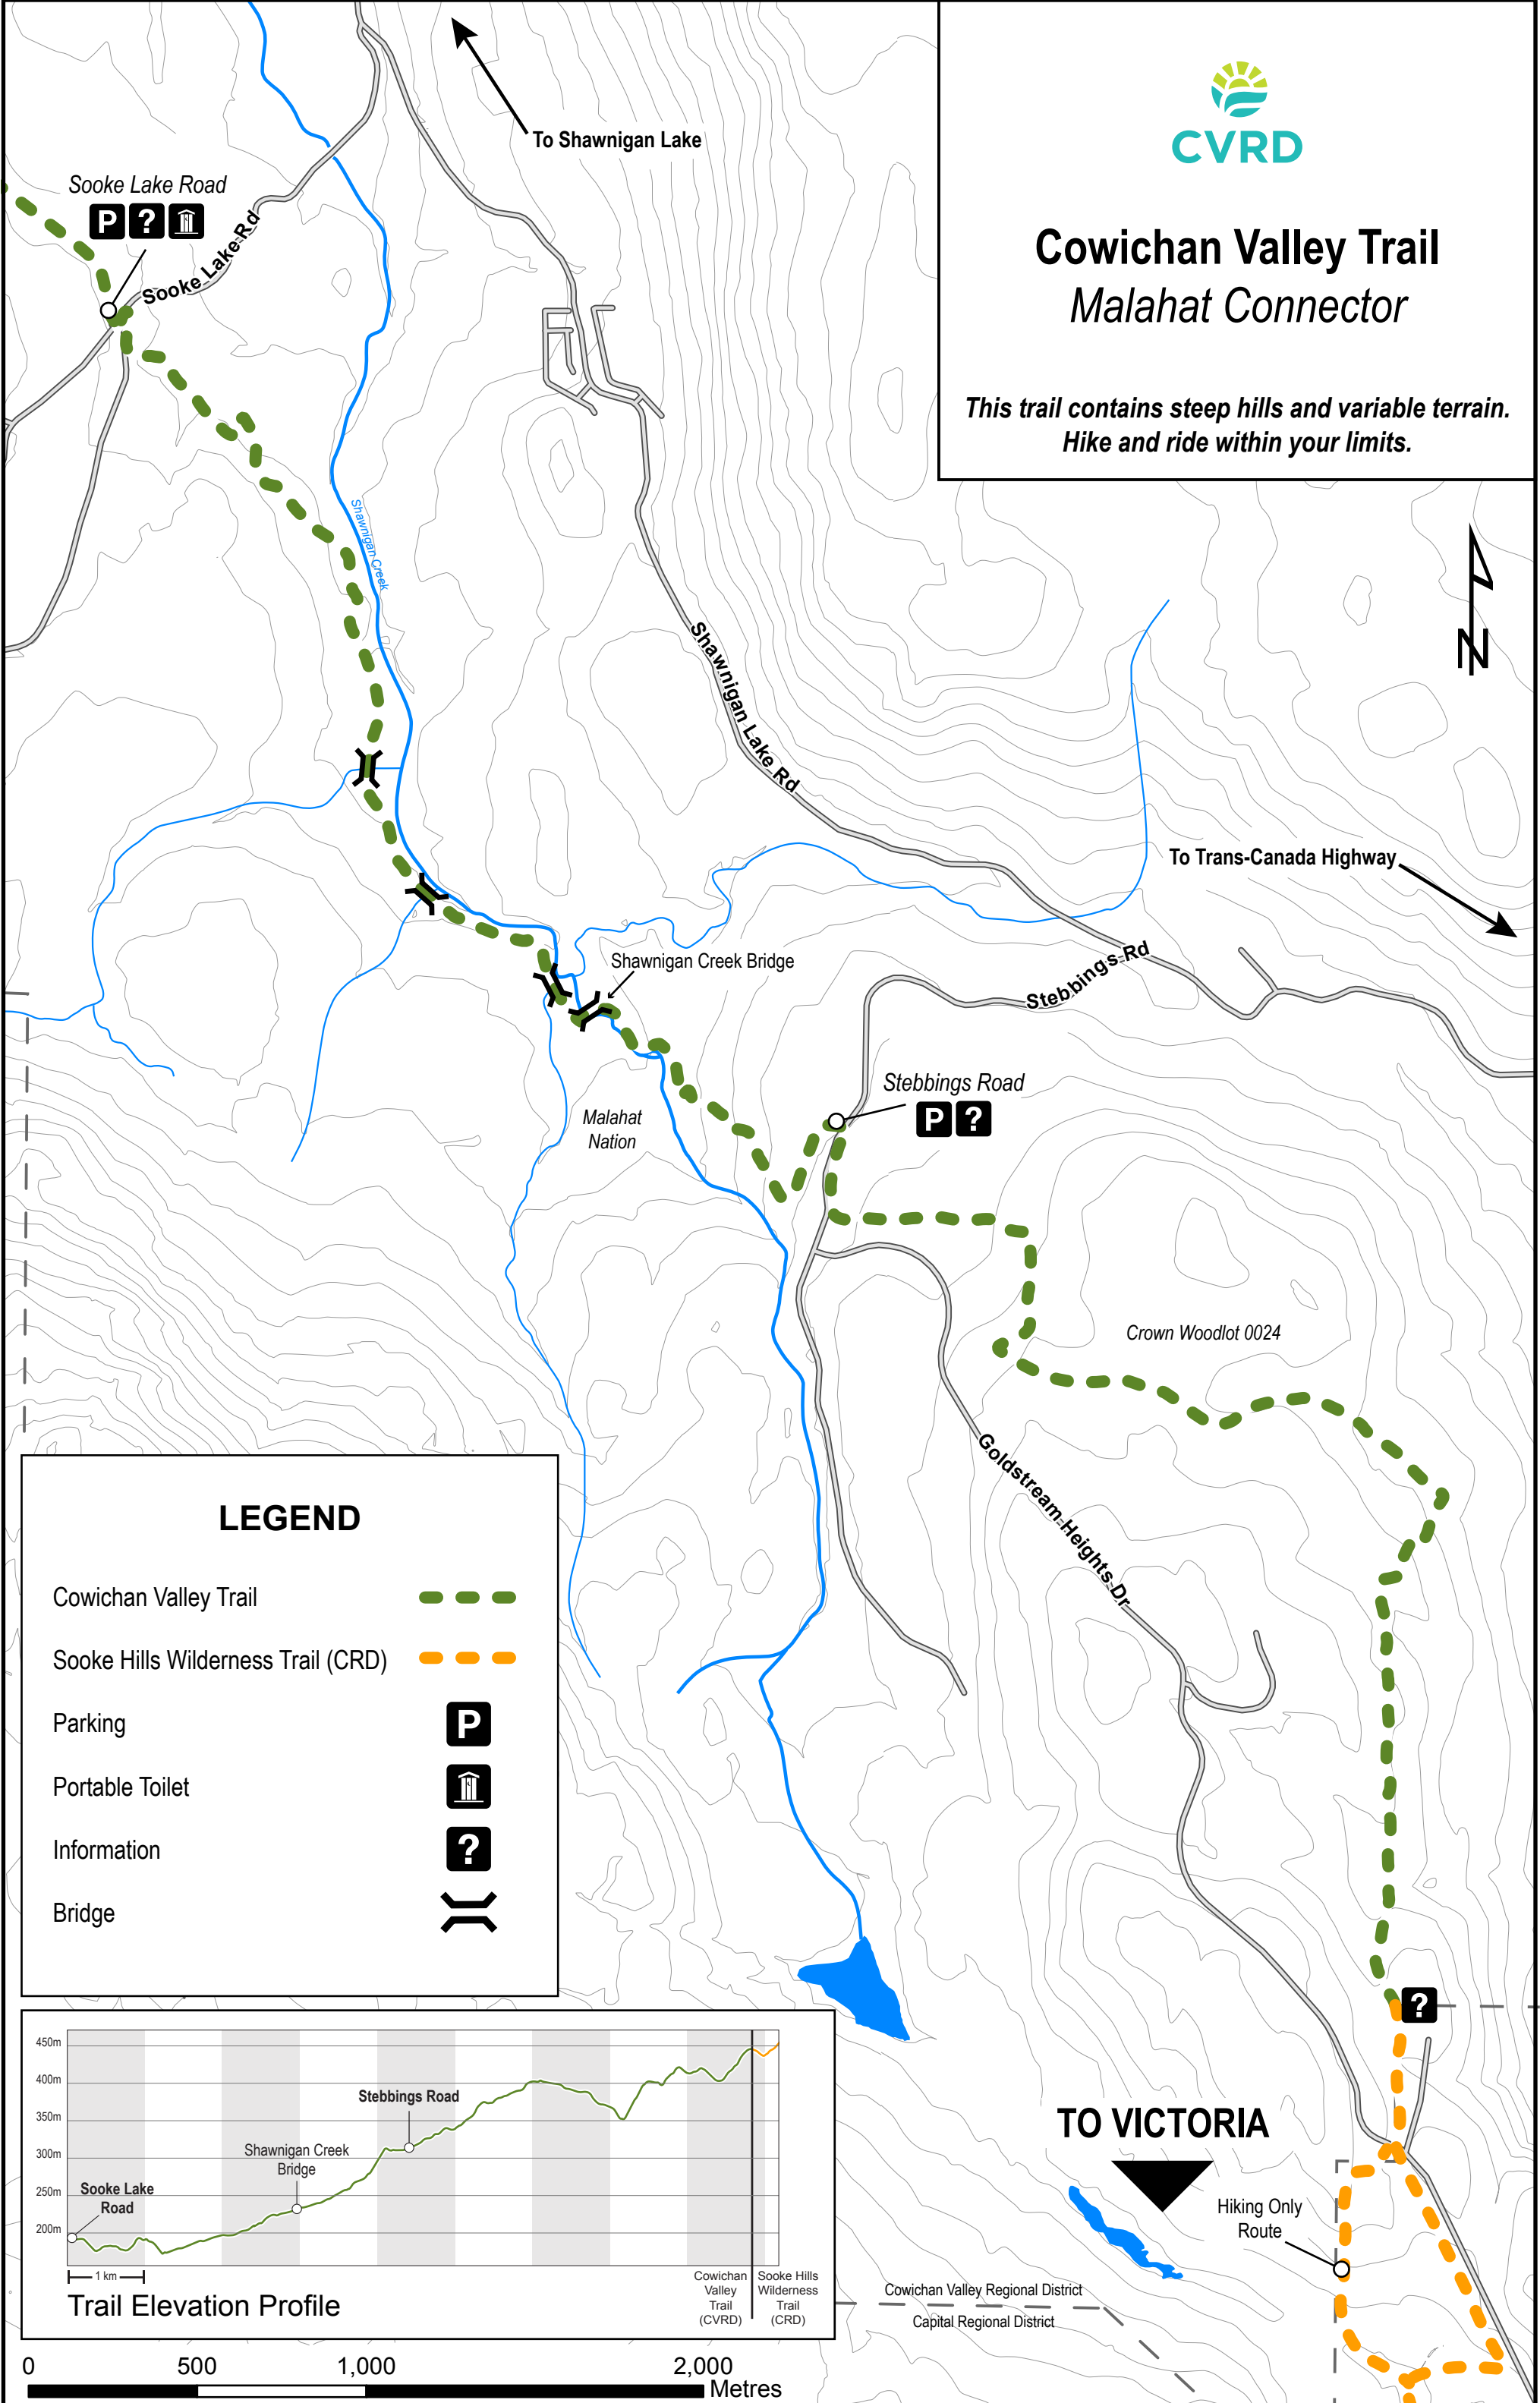 CVRD
Cowichan Valley Trail
Malahat Connector
This trail contains steep hills and variable terrain.
Hike and ride within your limits.
To Shawnigan Lake
Sooke Lake Road
P ?
Sooke Lake Rd
Shawnigan Creek
N
Shawnigan Lake Rd
To Trans-Canada Highway
Shawnigan Creek Bridge
Stebbings Rd
Stebbings Road
P ?
Malahat
Nation
Crown Woodlot 0024
Goldstream Heights Dr
LEGEND
Cowichan Valley Trail
Sooke Hills Wilderness Trail (CRD)
Parking
P
Portable Toilet
Information
?
Bridge
?
450m
400m
350m
300m
250m
200m
Stebbings Road
Shawnigan Creek
Bridge
Sooke Lake
Road
1 km
Trail Elevation Profile
Cowichan
Valley
Trail
(CVRD)
Sooke Hills
Wilderness
Trail
(CRD)
TO VICTORIA
Hiking Only
Route
Cowichan Valley Regional District
Capital Regional District
0 500 1,000 2,000
Metres